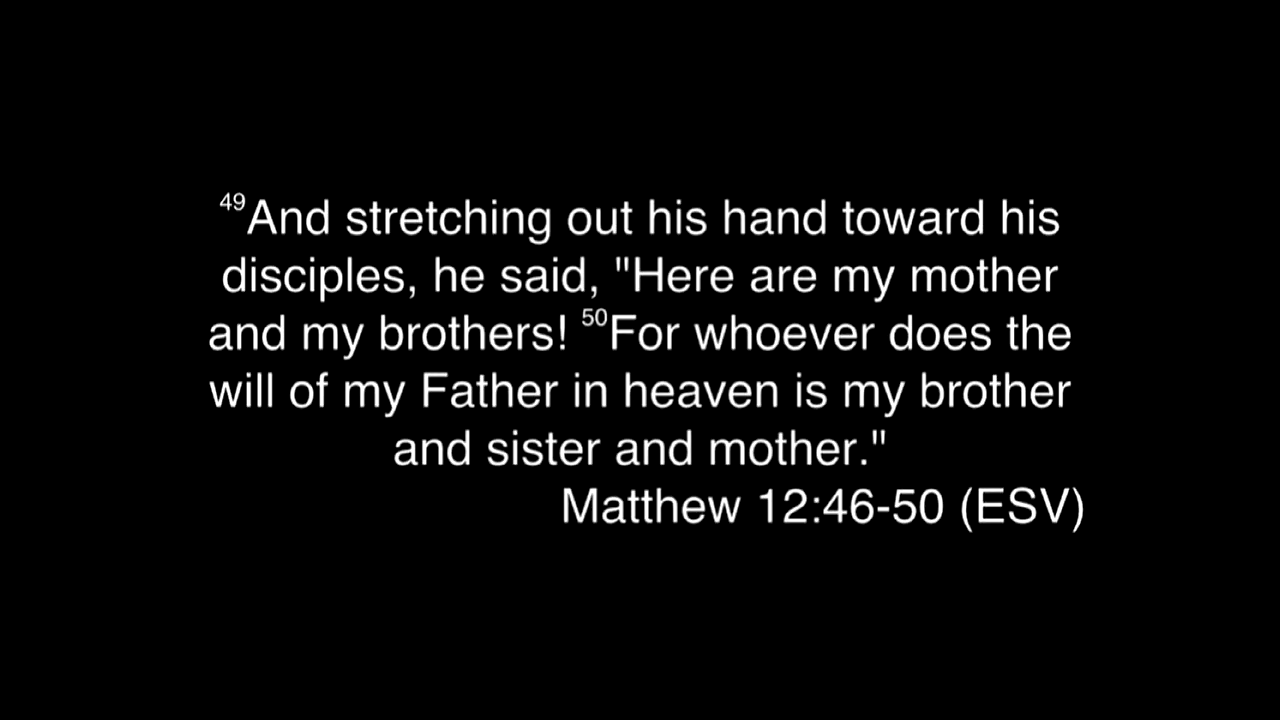 49And stretching out his hand toward his
disciples, he said, "Here are my mother
and my brothers! 50For whoever does the
will of my Father in heaven is my brother
and sister and mother."
Matthew 12:46-50 (ESV)